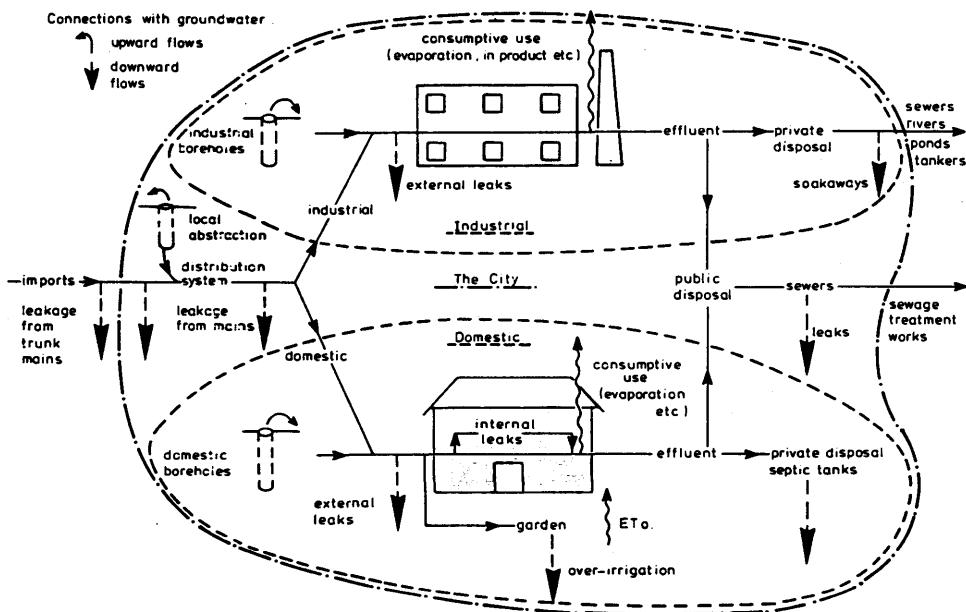 Connections with groundwater
upward flows
downward
flows
consumptive use
(evaporation, in product etc)
industrial
boreholes
external leaks
effluent
private
disposal
sewers
rivers
ponds
tankers
soakaways
industrial
Industrial
local
abstraction
imports
distribution
system
leakage
from
trunk
mains
leakage
from mains
The City
public
disposal
sewers
sewage
treatment
works
leaks
domestic
Domestic
consumptive
use
(evaporation
etc)
internal
leaks
domestic
boreholes
external
leaks
effluent
private disposal
septic tanks
garden
ETo.
over-irrigation